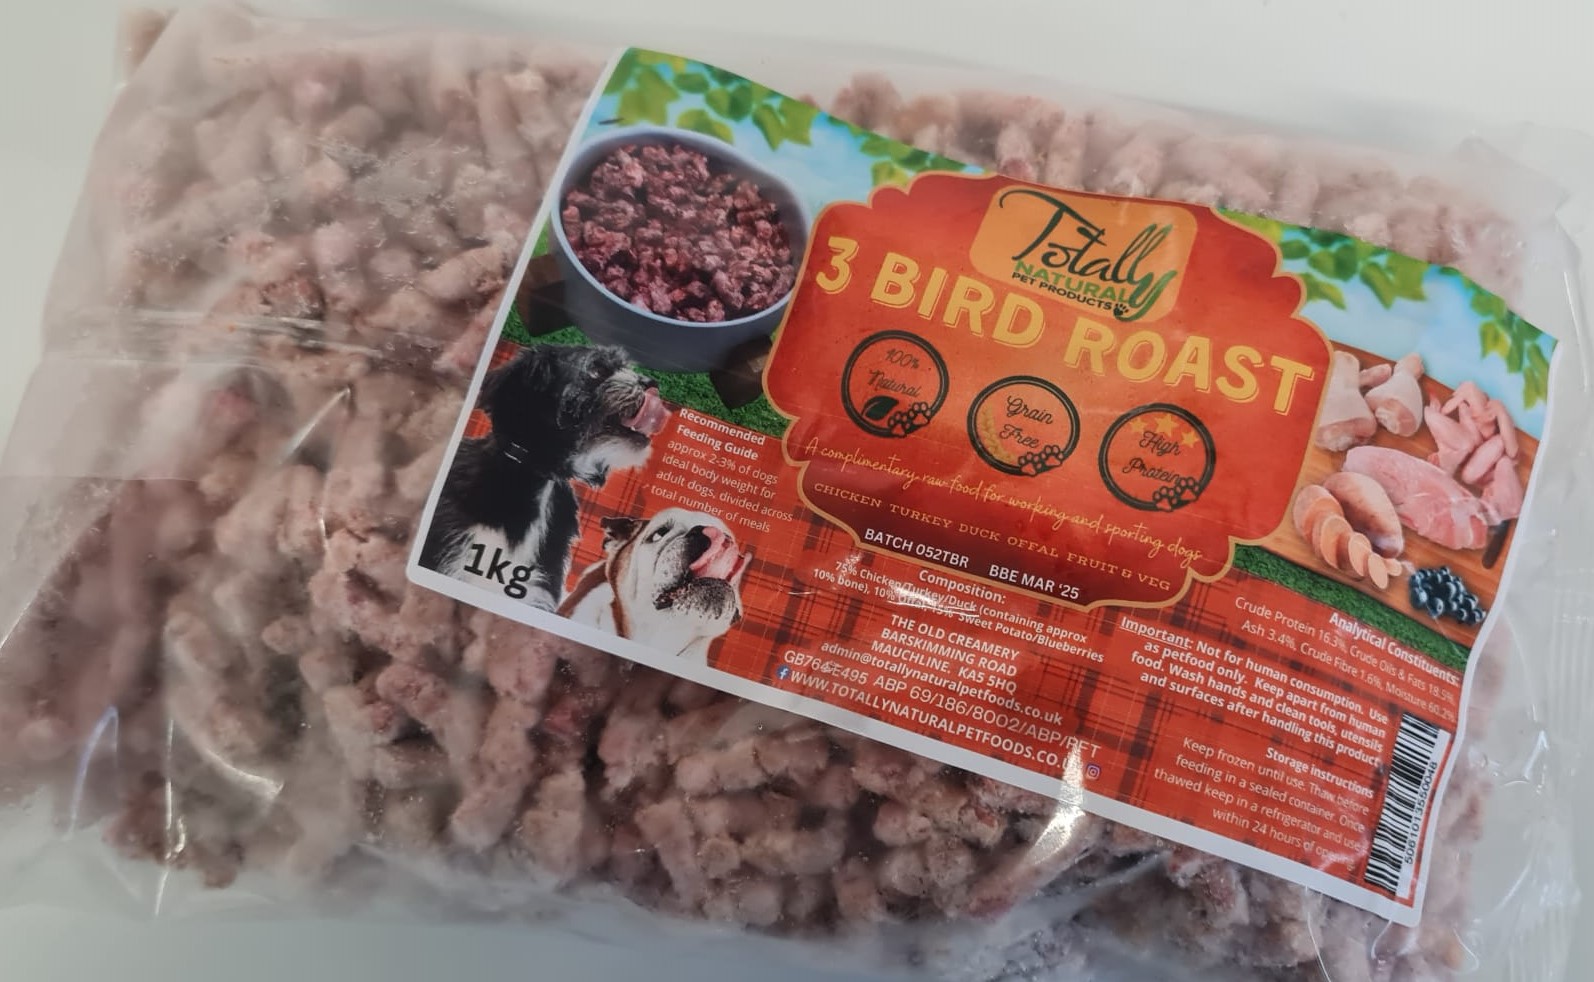 Totally
NATURAL
PET PRODUCTS
3 BIRD ROAST
100%
Natural
Grain
Free
High
Protein
A complimentary raw food for working and sporting dogs
CHICKEN TURKEY DUCK OFFAL FRUIT & VEG
BATCH 052TBR BBE MAR '25
Recommended
Feeding Guide
approx 2-3% of dogs
ideal body weight for
adult dogs, divided across
total number of meals
1kg
Composition:
75% Chicken/Turkey/Duck (containing approx
10% bone), 10% Offal, 15% Sweet Potato/Blueberries
THE OLD CREAMERY
BARSKIMMING ROAD
MAUCHLINE. KA5 5HQ
admin@totallynaturalpetfoods.co.uk
GB764E495 ABP 69/186/8002/ABP/PET
WWW.TOTALLYNATURALPETFOODS.CO.UK
Analytical Constituents:
Crude Protein 16.3%, Crude Oils & Fats 18.5%,
Ash 3.4%, Crude Fibre 1.6%, Moisture 60.2%
Important: Not for human consumption. Use
as petfood only. Keep apart from human
food. Wash hands and clean tools, utensils
and surfaces after handling this product
Storage instructions
Keep frozen until use. Thaw before
feeding in a sealed container. Once
thawed keep in a refrigerator and use
within 24 hours of opening